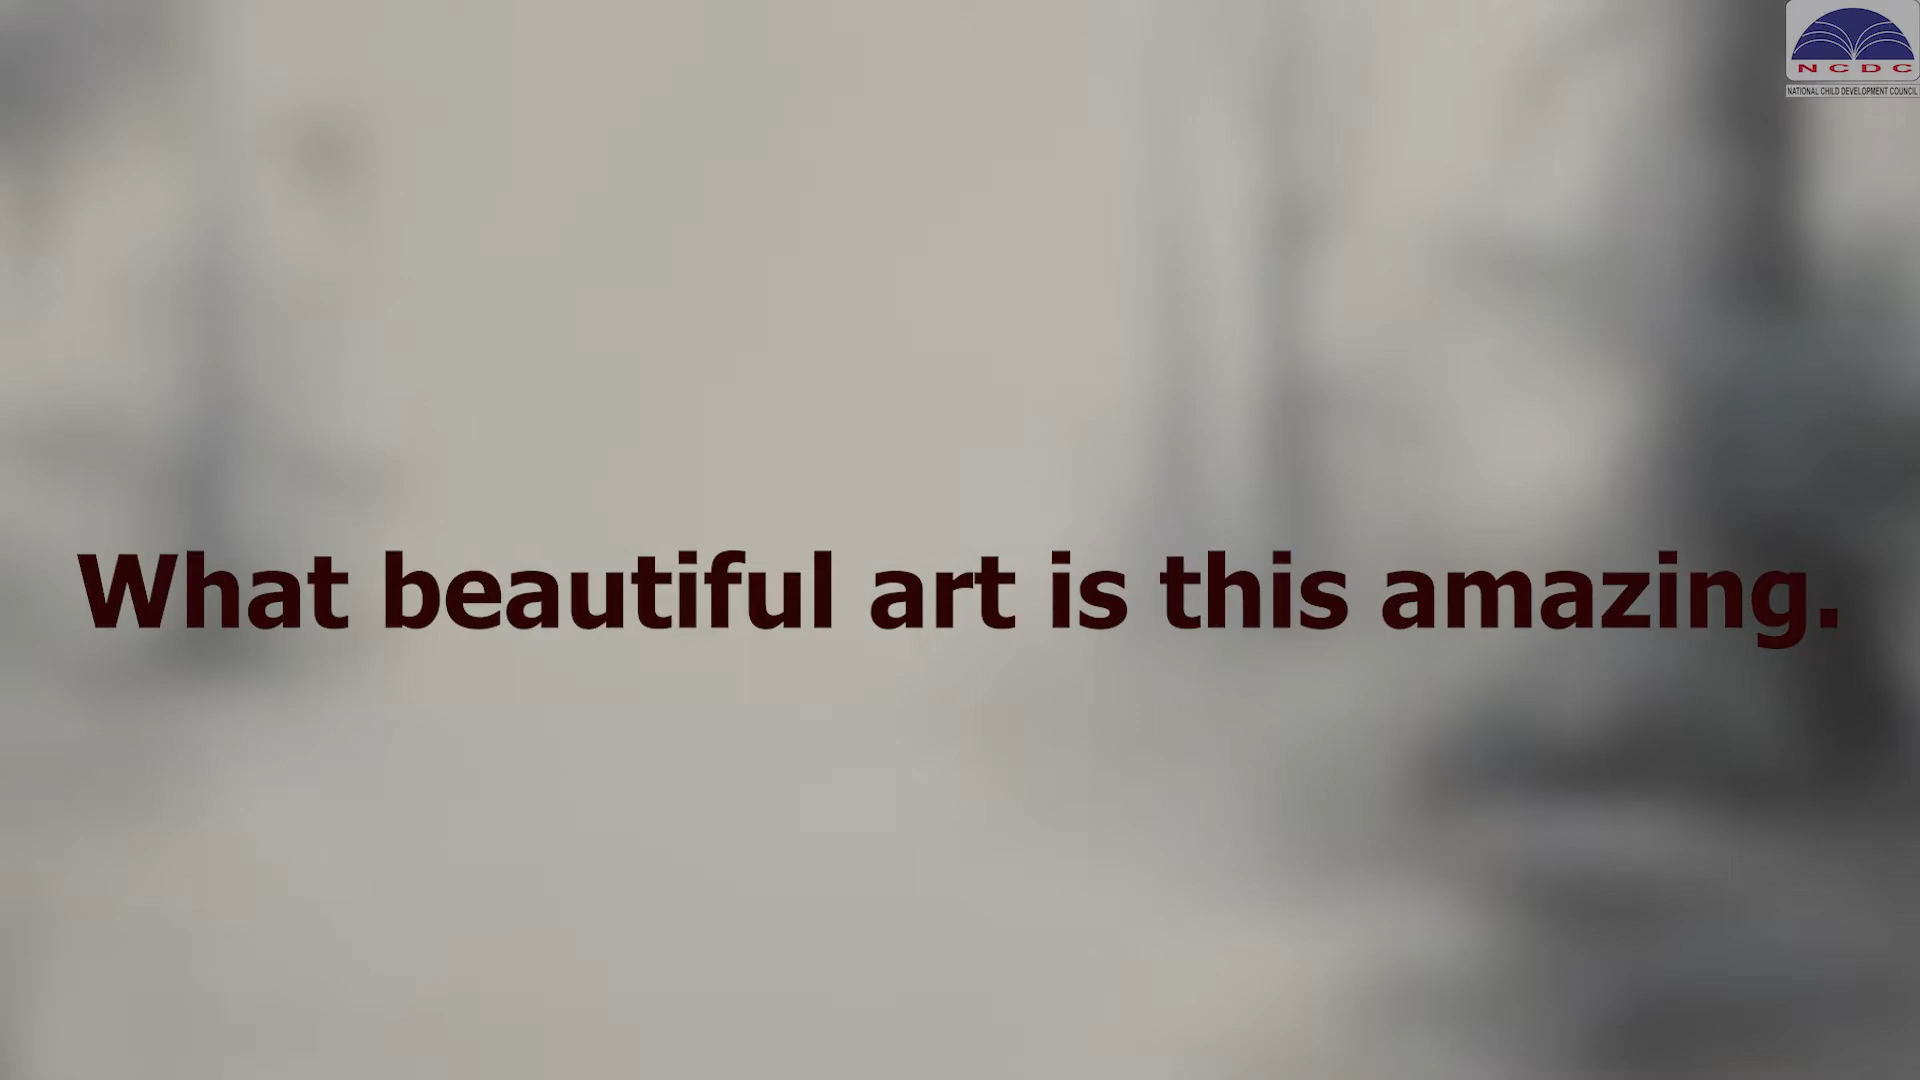 NCDC
NATIONAL CHILD DEVELOPMENT COUNCIL
What beautiful art is this amazing.